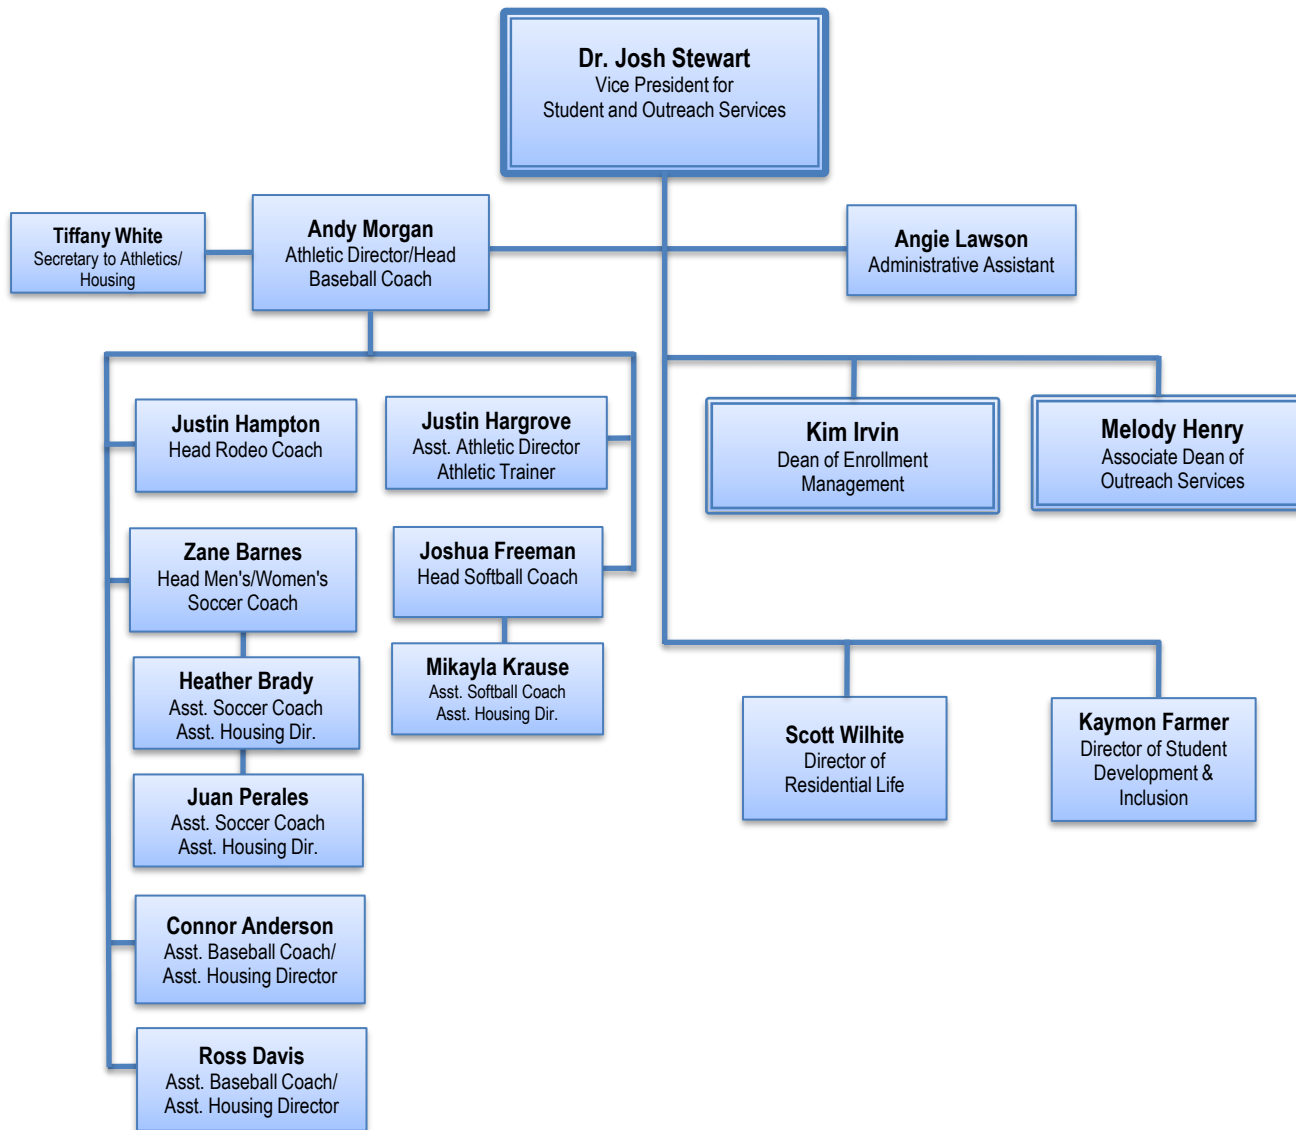 Dr. Josh Stewart
Vice President for
Student and Outreach Services
Tiffany White
Secretary to Athletics/
Housing
Andy Morgan
Athletic Director/Head
Baseball Coach
Angie Lawson
Administrative Assistant
Justin Hampton
Head Rodeo Coach
Justin Hargrove
Asst. Athletic Director
Athletic Trainer
Kim Irvin
Dean of Enrollment
Management
Melody Henry
Associate Dean of
Outreach Services
Zane Barnes
Head Men's/Women's
Soccer Coach
Joshua Freeman
Head Softball Coach
Heather Brady
Asst. Soccer Coach
Asst. Housing Dir.
Mikayla Krause
Asst. Softball Coach
Asst. Housing Dir.
Scott Wilhite
Director of
Residential Life
Kaymon Farmer
Director of Student
Development &
Inclusion
Juan Perales
Asst. Soccer Coach
Asst. Housing Dir.
Connor Anderson
Asst. Baseball Coach/
Asst. Housing Director
Ross Davis
Asst. Baseball Coach/
Asst. Housing Director